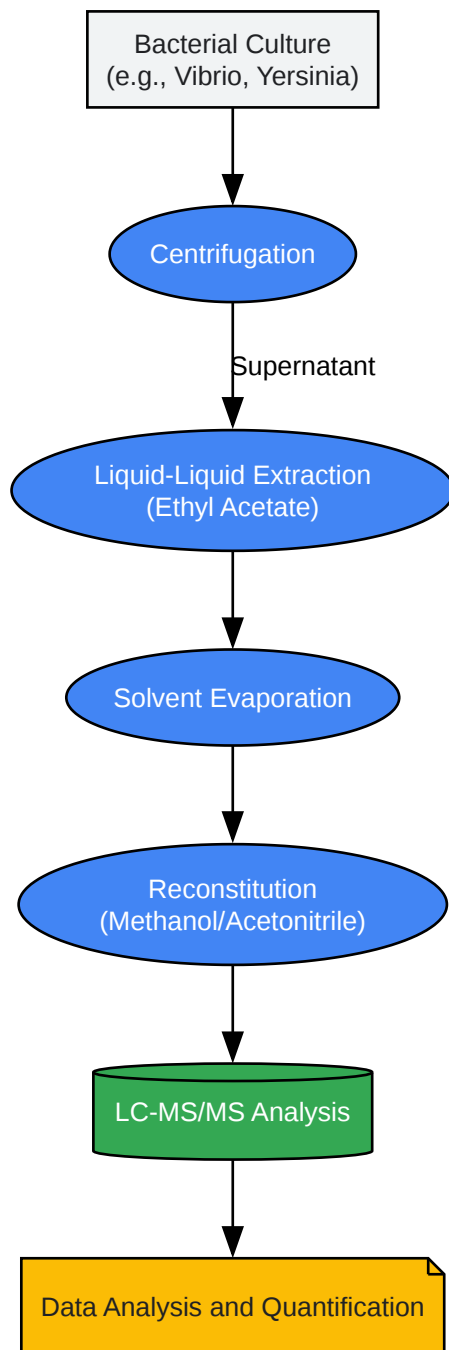 Bacterial Culture
(e.g., Vibrio, Yersinia)
Centrifugation
Supernatant
Liquid-Liquid Extraction
(Ethyl Acetate)
Solvent Evaporation
Reconstitution
(Methanol/Acetonitrile)
LC-MS/MS Analysis
Data Analysis and Quantification